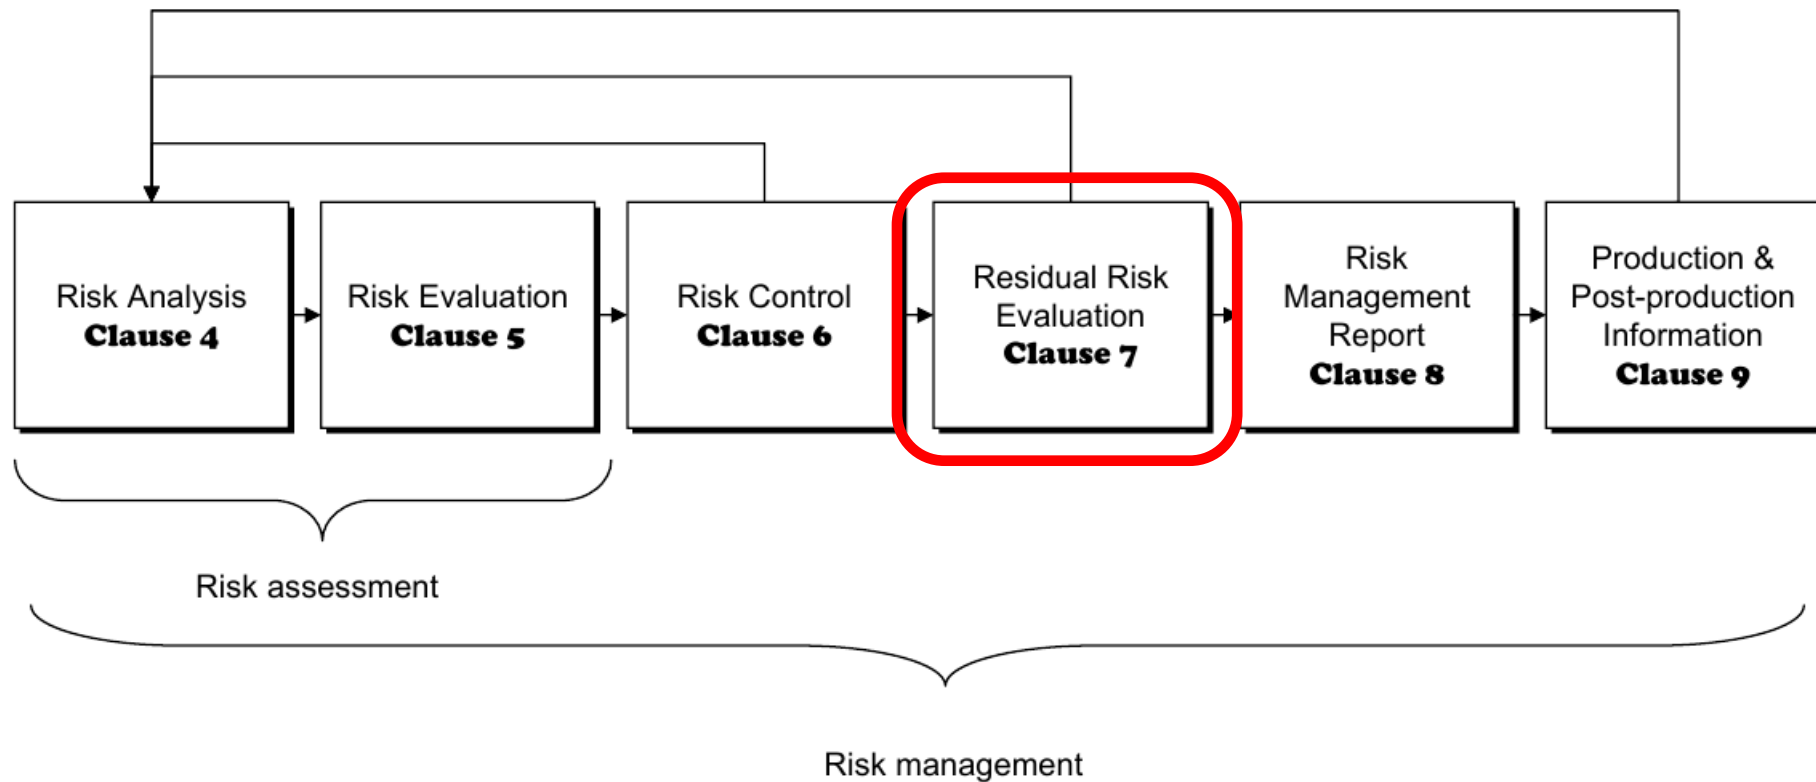 Risk Analysis
Clause 4
Risk Evaluation
Clause 5
Risk Control
Clause 6
Residual Risk
Evaluation
Clause 7
Risk
Management
Report
Clause 8
Production &
Post-production
Information
Clause 9
Risk assessment
Risk management